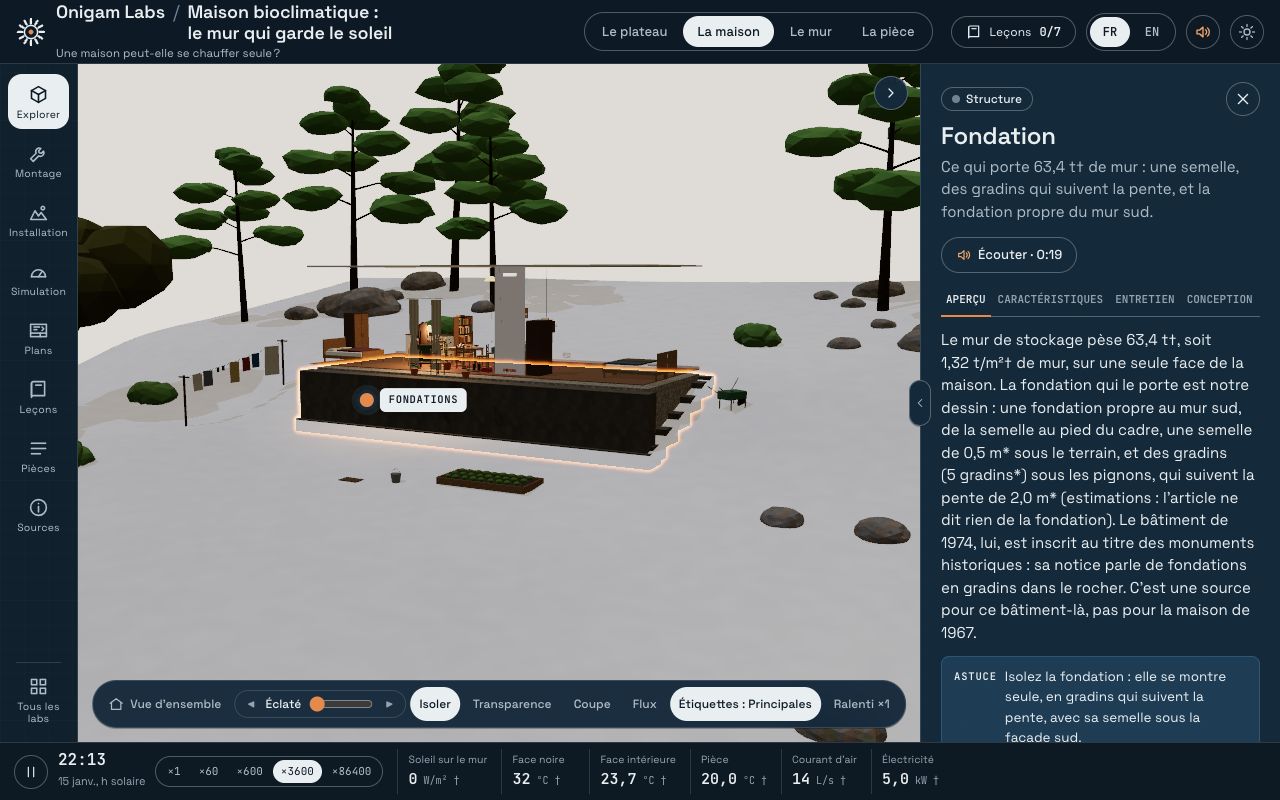 Onigam Labs / Maison bioclimatique :
le mur qui garde le soleil
Une maison peut-elle se chauffer seule ?
Le plateau
La maison
Le mur
La pièce
Leçons 0/7
FR
EN
Explorer
Montage
Installation
Simulation
Plans
Leçons
Pièces
Sources
Tous les
labs
FONDATIONS
Structure
Fondation
Ce qui porte 63,4 t† de mur : une semelle,
des gradins qui suivent la pente, et la
fondation propre du mur sud.
Écouter · 0:19
APERÇU
CARACTÉRISTIQUES
ENTRETIEN
CONCEPTION
Le mur de stockage pèse 63,4 t†, soit
1,32 t/m²† de mur, sur une seule face de la
maison. La fondation qui le porte est notre
dessin : une fondation propre au mur sud,
de la semelle au pied du cadre, une semelle
de 0,5 m* sous le terrain, et des gradins
(5 gradins*) sous les pignons, qui suivent la
pente de 2,0 m* (estimations : l'article ne
dit rien de la fondation). Le bâtiment de
1974, lui, est inscrit au titre des monuments
historiques : sa notice parle de fondations
en gradins dans le rocher. C'est une source
pour ce bâtiment-là, pas pour la maison de
1967.
ASTUCE Isolez la fondation : elle se montre
seule, en gradins qui suivent la
pente, avec sa semelle sous la
façade sud.
Vue d'ensemble
Éclaté
Isoler
Transparence
Coupe
Flux
Étiquettes : Principales
Ralenti ×1
22:13
15 janv., h solaire
×1
×60
×600
×3600
×86400
Soleil sur le mur
0 W/m² †
Face noire
32 °C †
Face intérieure
23,7 °C †
Pièce
20,0 °C †
Courant d'air
14 L/s †
Électricité
5,0 kW †